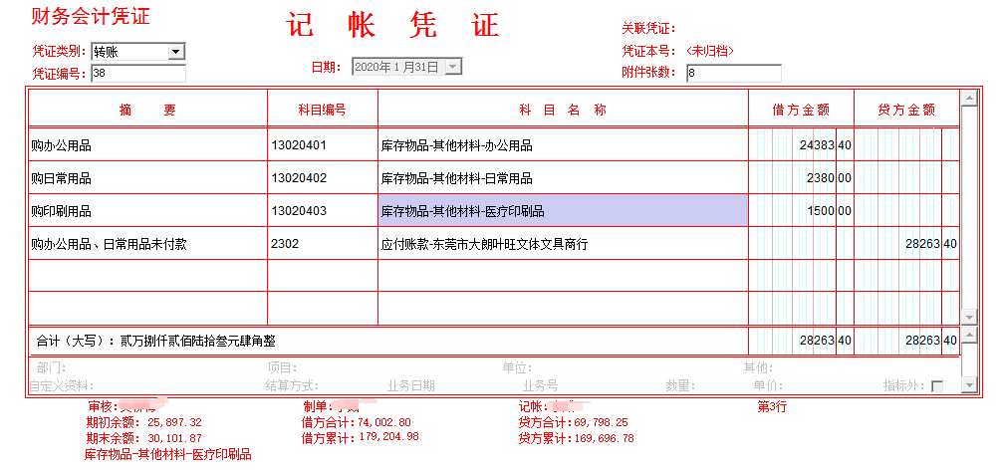 财务会计凭证
记 帐 凭 证
关联凭证：
凭证类别： 转账
凭证本号： <未归档>
日期： 2020年 1 月31日
凭证编号： 38
附件张数： 8
摘 要 科目编号 科 目 名 称 借方金额 贷方金额
购办公用品 13020401 库存物品-其他材料-办公用品 24383 40
购日常用品 13020402 库存物品-其他材料-日常用品 2380 00
购印刷用品 13020403 库存物品-其他材料-医疗印刷品 1500 00
购办公用品、日常用品未付款 2302 应付账款-东莞市大朗叶旺文体文具商行 28263 40
合计（大写）：贰万捌仟贰佰陆拾叁元肆角整 28263 40 28263 40
部门： 项目： 单位： 其他：
自定义资料： 结算方式： 业务日期 业务号 数量： 单价： 指标外：
审核： 制单： 记帐： 第3行
期初余额： 25,897.32 借方合计：74,002.80 贷方合计：69,798.25
期末余额： 30,101.87 借方累计：179,204.98 贷方累计：169,696.78
库存物品-其他材料-医疗印刷品